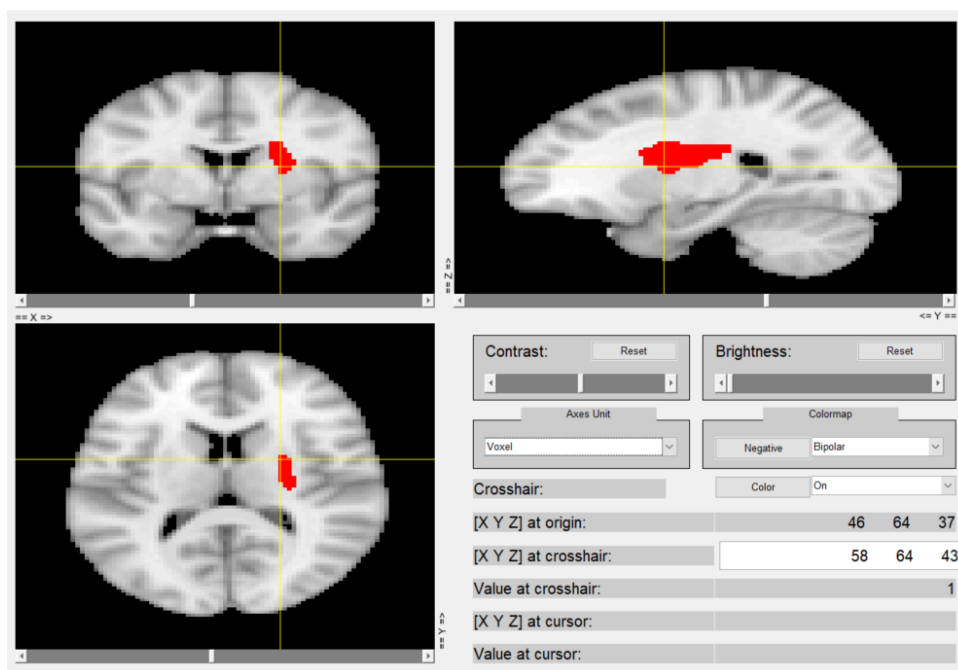 == Z =>
== X =>
<= Y ==
== Y =>
Contrast:
Reset
Brightness:
Reset
Axes Unit
Voxel
Colormap
Negative
Bipolar
Crosshair:
Color
On
[X Y Z] at origin: 46 64 37
[X Y Z] at crosshair: 58 64 43
Value at crosshair: 1
[X Y Z] at cursor:
Value at cursor: